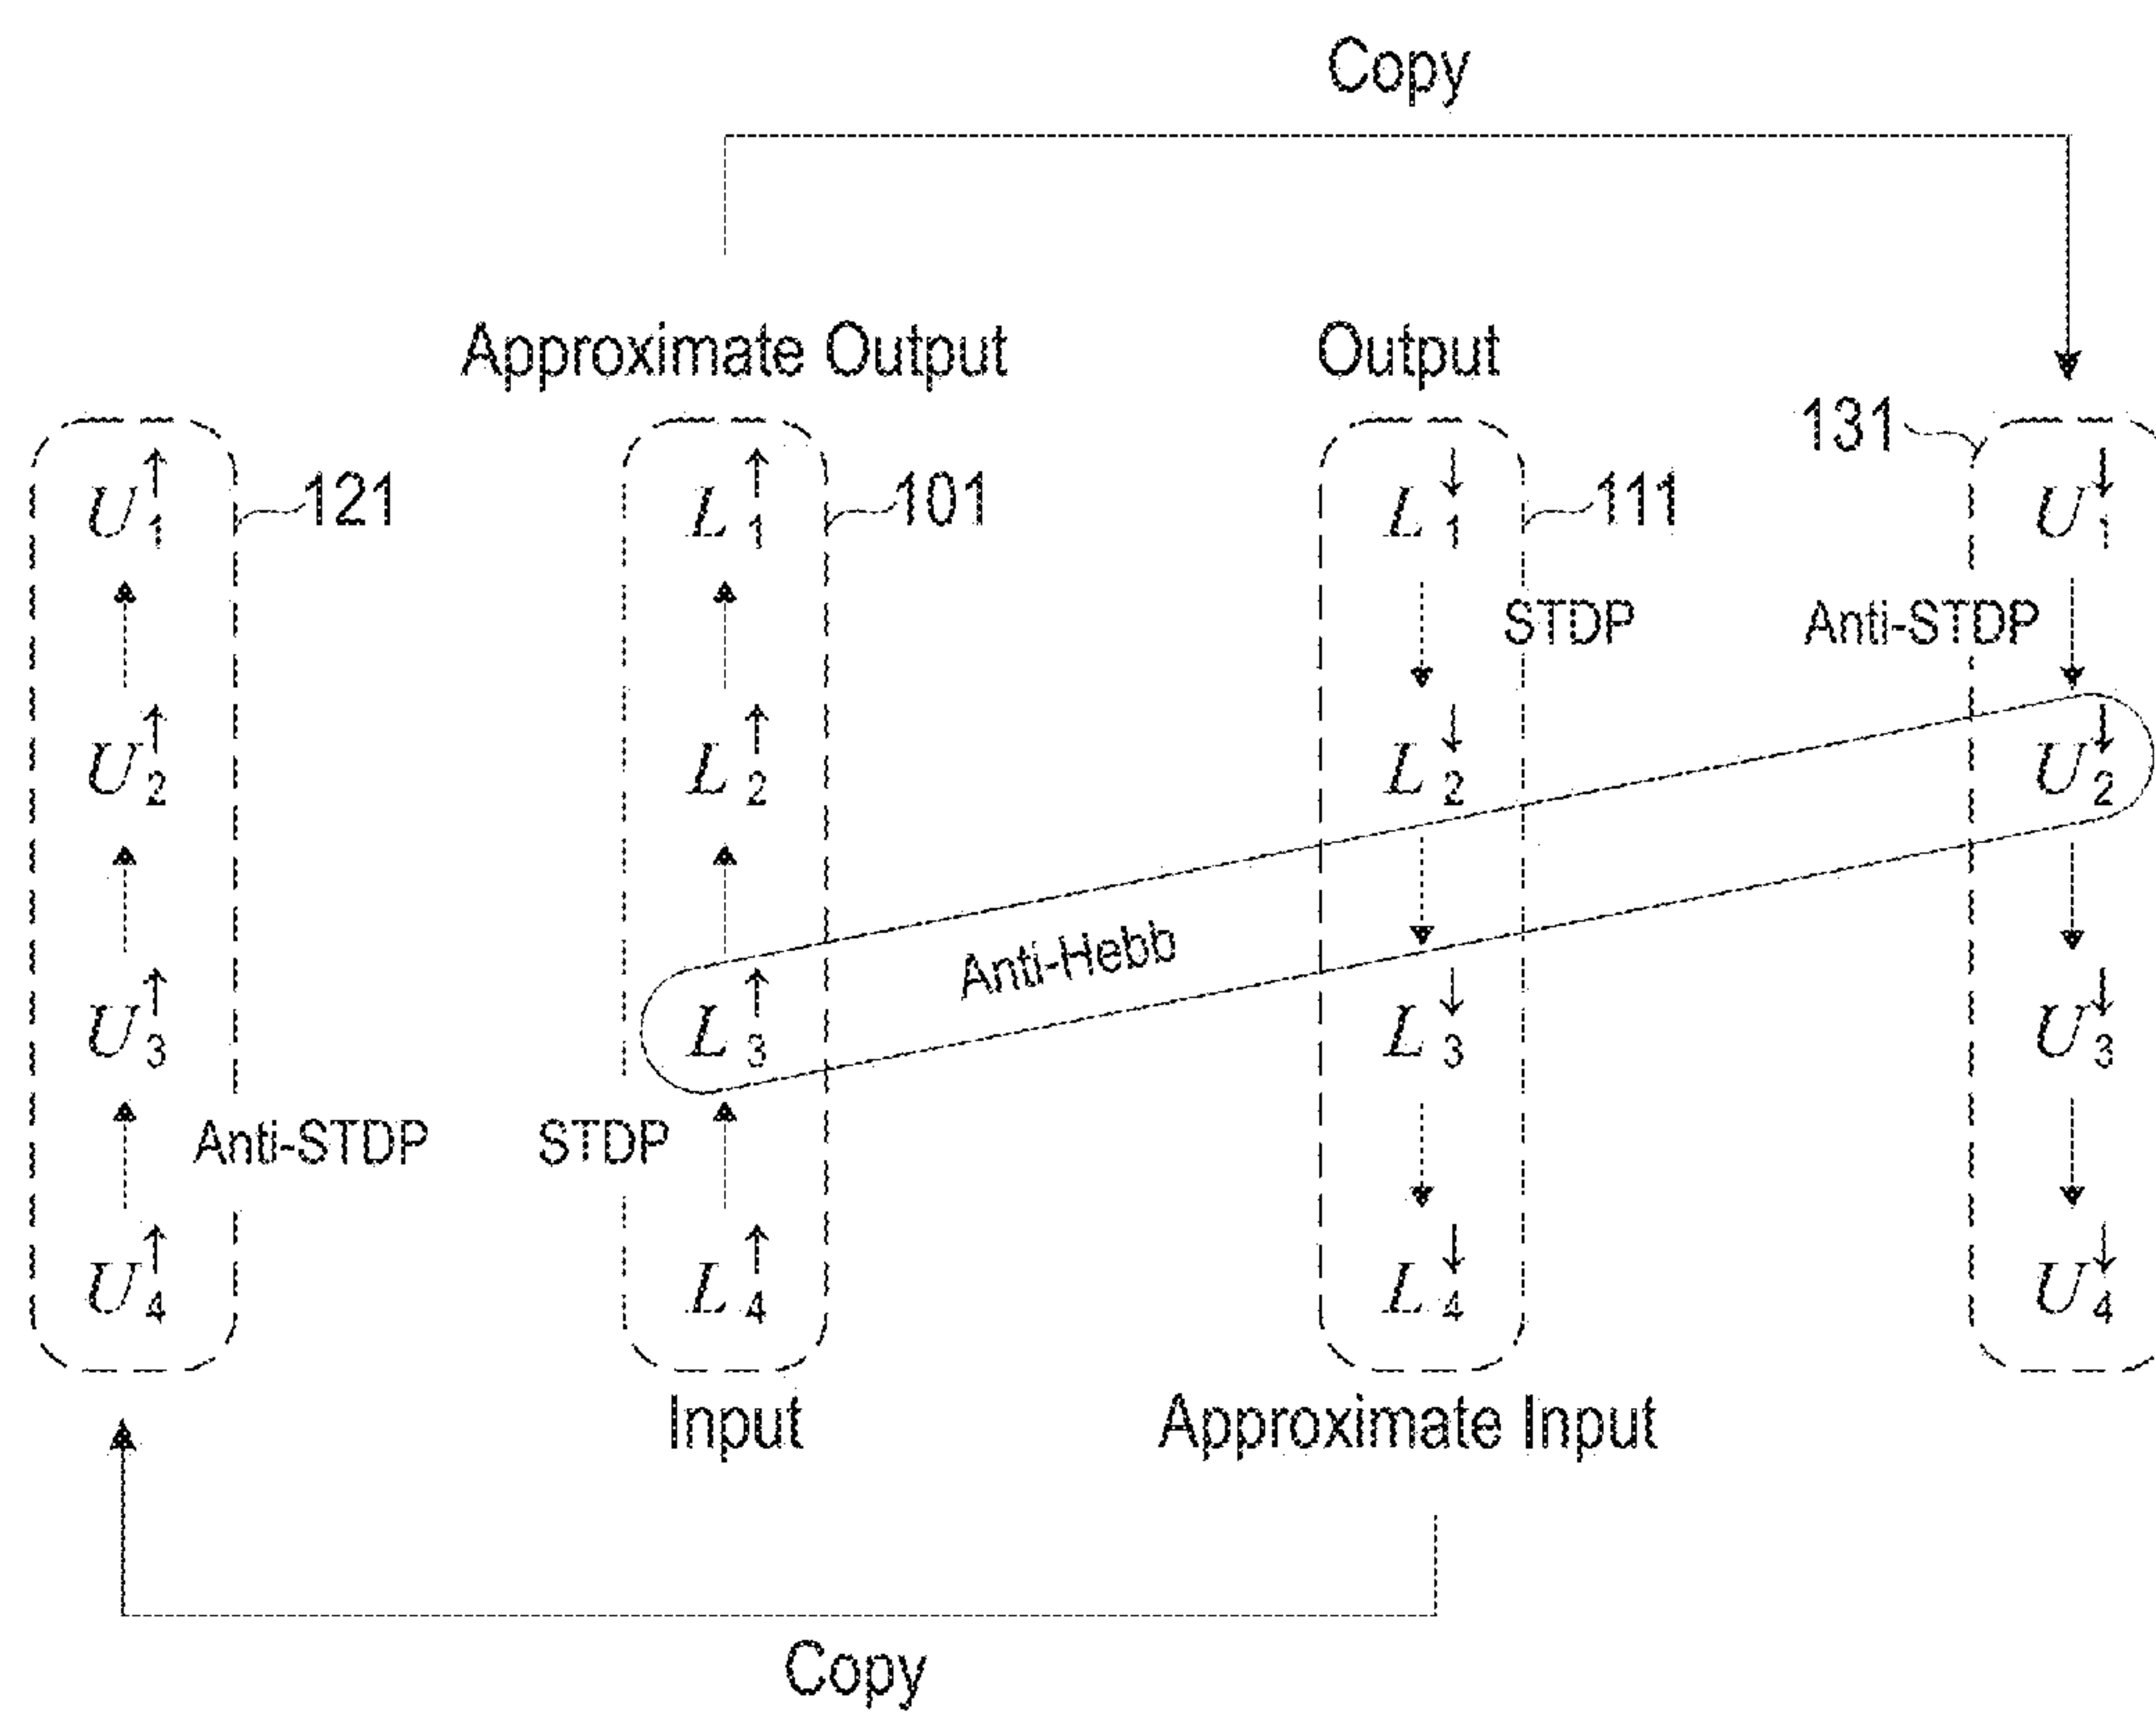 Copy
Approximate Output
Output
131
U↑1
121
L↑1
101
L↓1
111
U↓1
STDP
Anti-STDP
U↑2
L↑2
L↓2
U↓2
Anti-Hebb
U↑3
L↑3
L↓3
U↓3
Anti-STDP
STDP
U↑4
L↑4
L↓4
U↓4
Input
Approximate Input
Copy